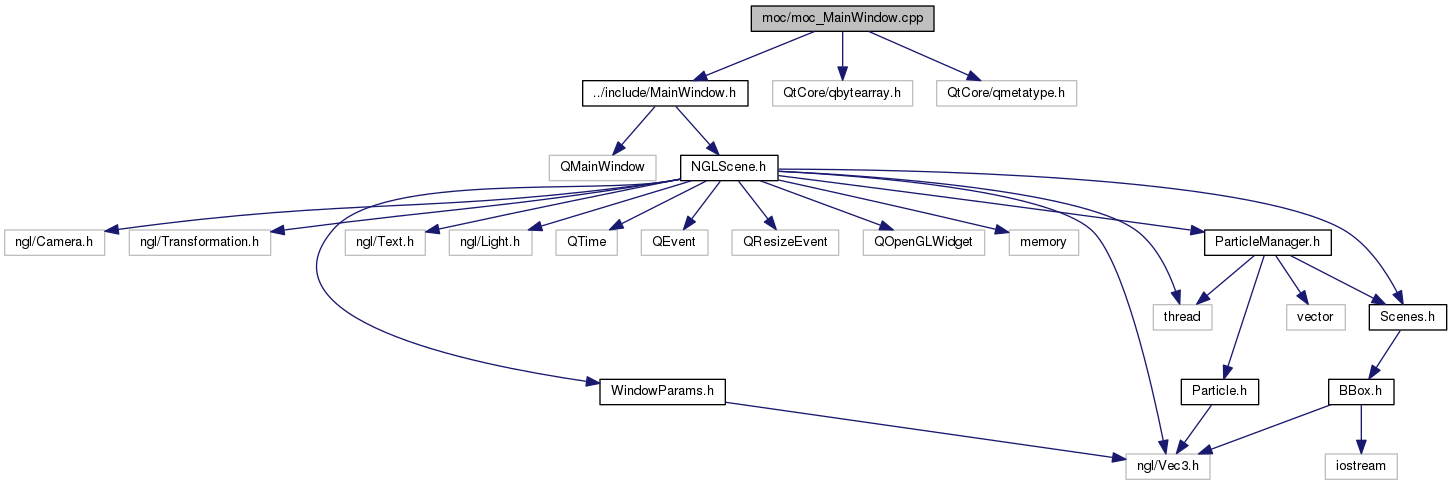 moc/moc_MainWindow.cpp
../include/MainWindow.h
QtCore/qbytearray.h
QtCore/qmetatype.h
QMainWindow
NGLScene.h
ngl/Camera.h
ngl/Transformation.h
ngl/Text.h
ngl/Light.h
QTime
QEvent
QResizeEvent
QOpenGLWidget
memory
ParticleManager.h
thread
vector
Scenes.h
WindowParams.h
Particle.h
BBox.h
ngl/Vec3.h
iostream